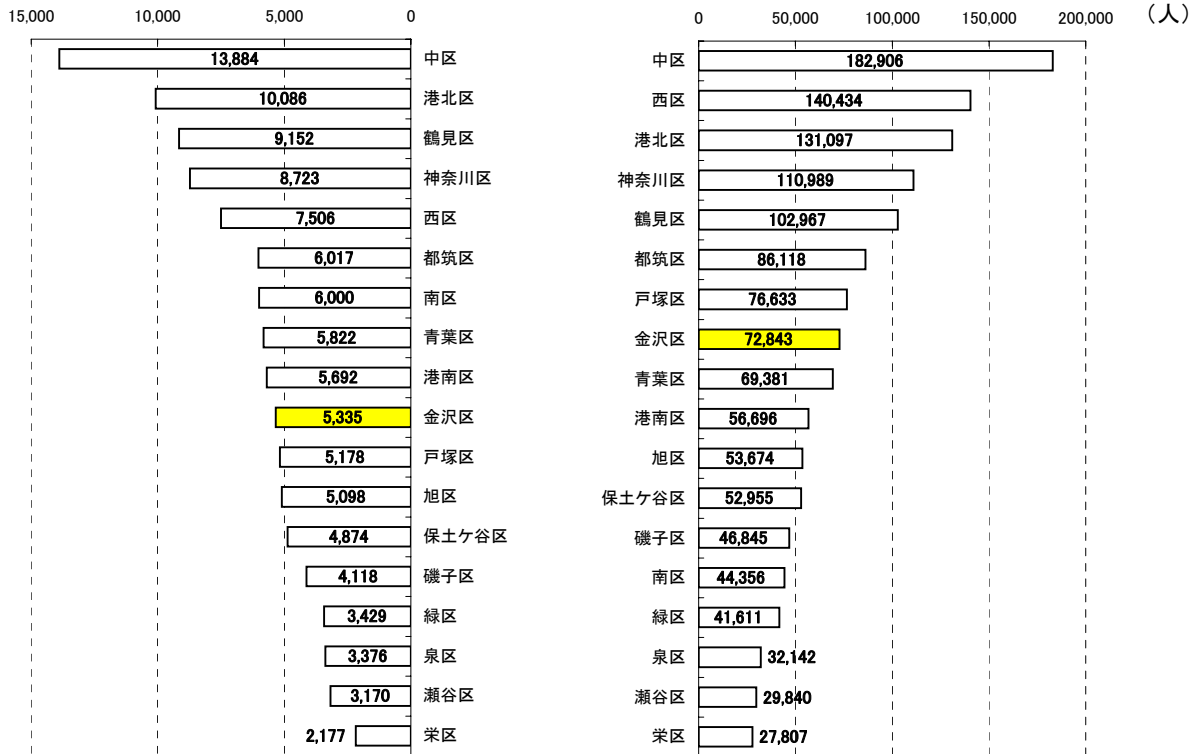 15,000 10,000 5,000 0
13,884 中区
10,086 港北区
9,152 鶴見区
8,723 神奈川区
7,506 西区
6,017 都筑区
6,000 南区
5,822 青葉区
5,692 港南区
5,335 金沢区
5,178 戸塚区
5,098 旭区
4,874 保土ケ谷区
4,118 磯子区
3,429 緑区
3,376 泉区
3,170 瀬谷区
2,177 栄区
0 50,000 100,000 150,000 200,000 (人)
中区 182,906
西区 140,434
港北区 131,097
神奈川区 110,989
鶴見区 102,967
都筑区 86,118
戸塚区 76,633
金沢区 72,843
青葉区 69,381
港南区 56,696
旭区 53,674
保土ケ谷区 52,955
磯子区 46,845
南区 44,356
緑区 41,611
泉区 32,142
瀬谷区 29,840
栄区 27,807